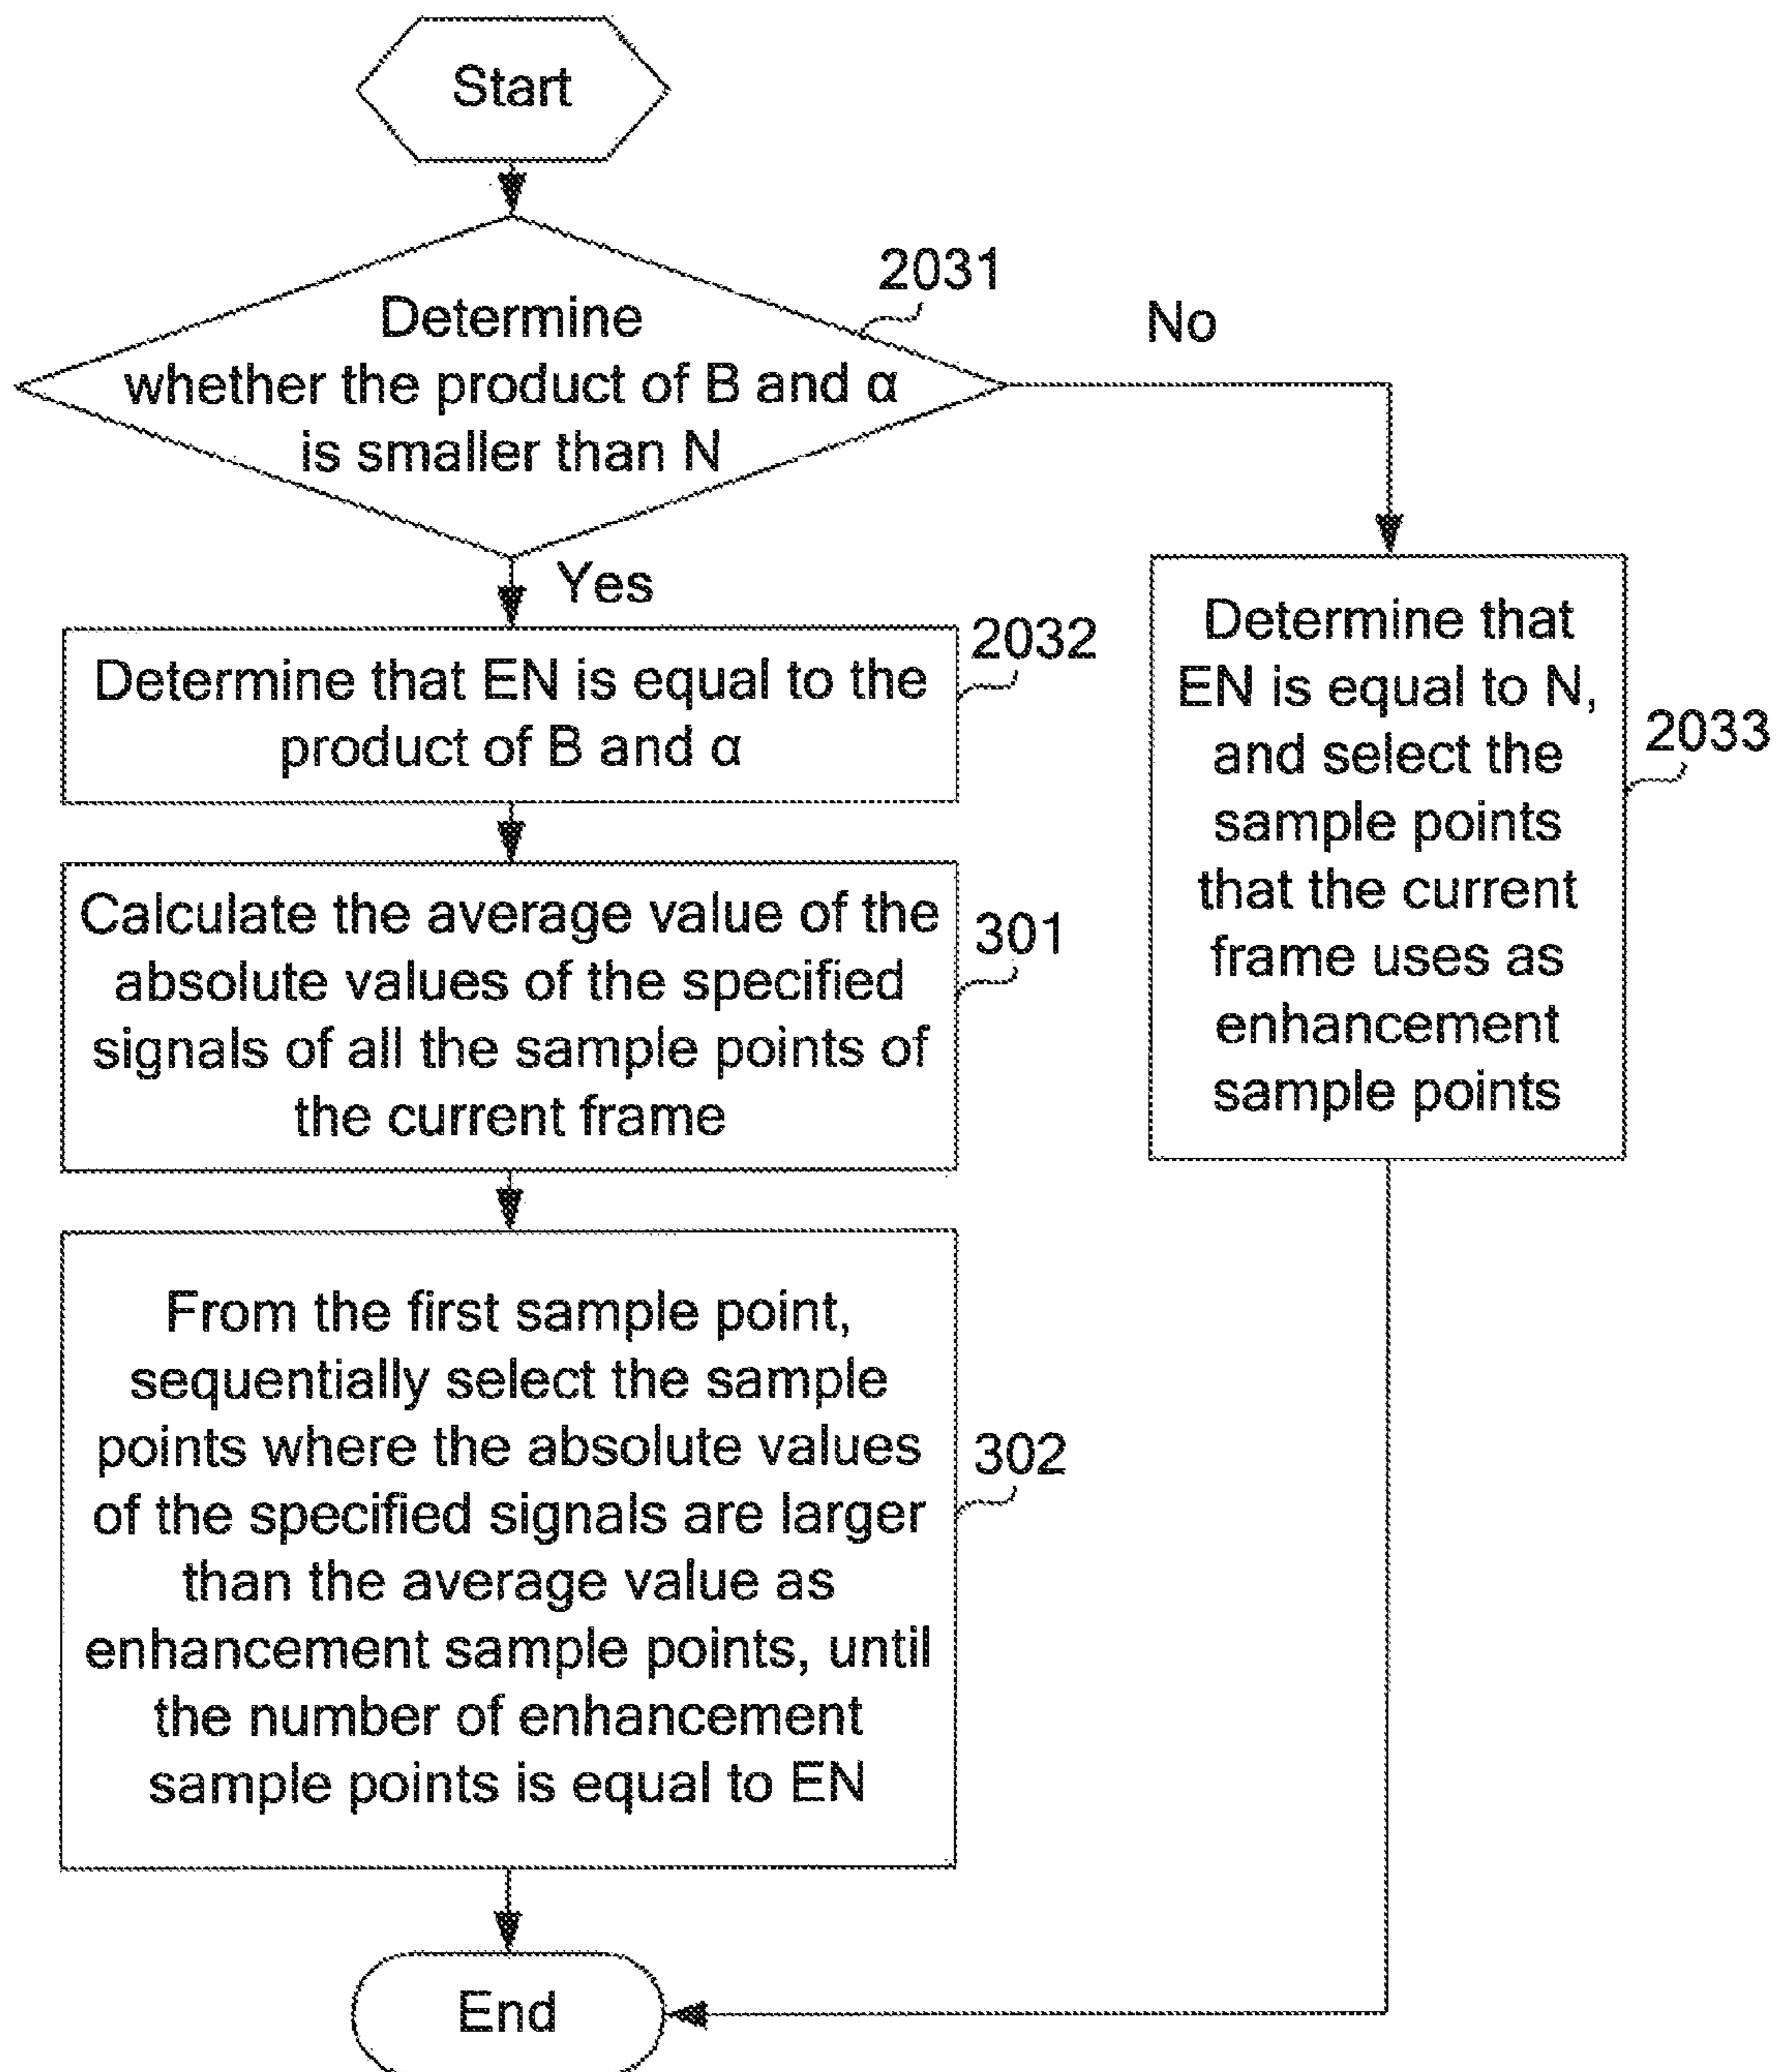 Start
2031
Determine
whether the product of B and α
is smaller than N
No
Yes
2032
Determine that EN is equal to the
product of B and α
Determine that
EN is equal to N,
and select the
sample points
that the current
frame uses as
enhancement
sample points
2033
Calculate the average value of the
absolute values of the specified
signals of all the sample points of
the current frame
301
From the first sample point,
sequentially select the sample
points where the absolute values
of the specified signals are larger
than the average value as
enhancement sample points, until
the number of enhancement
sample points is equal to EN
302
End